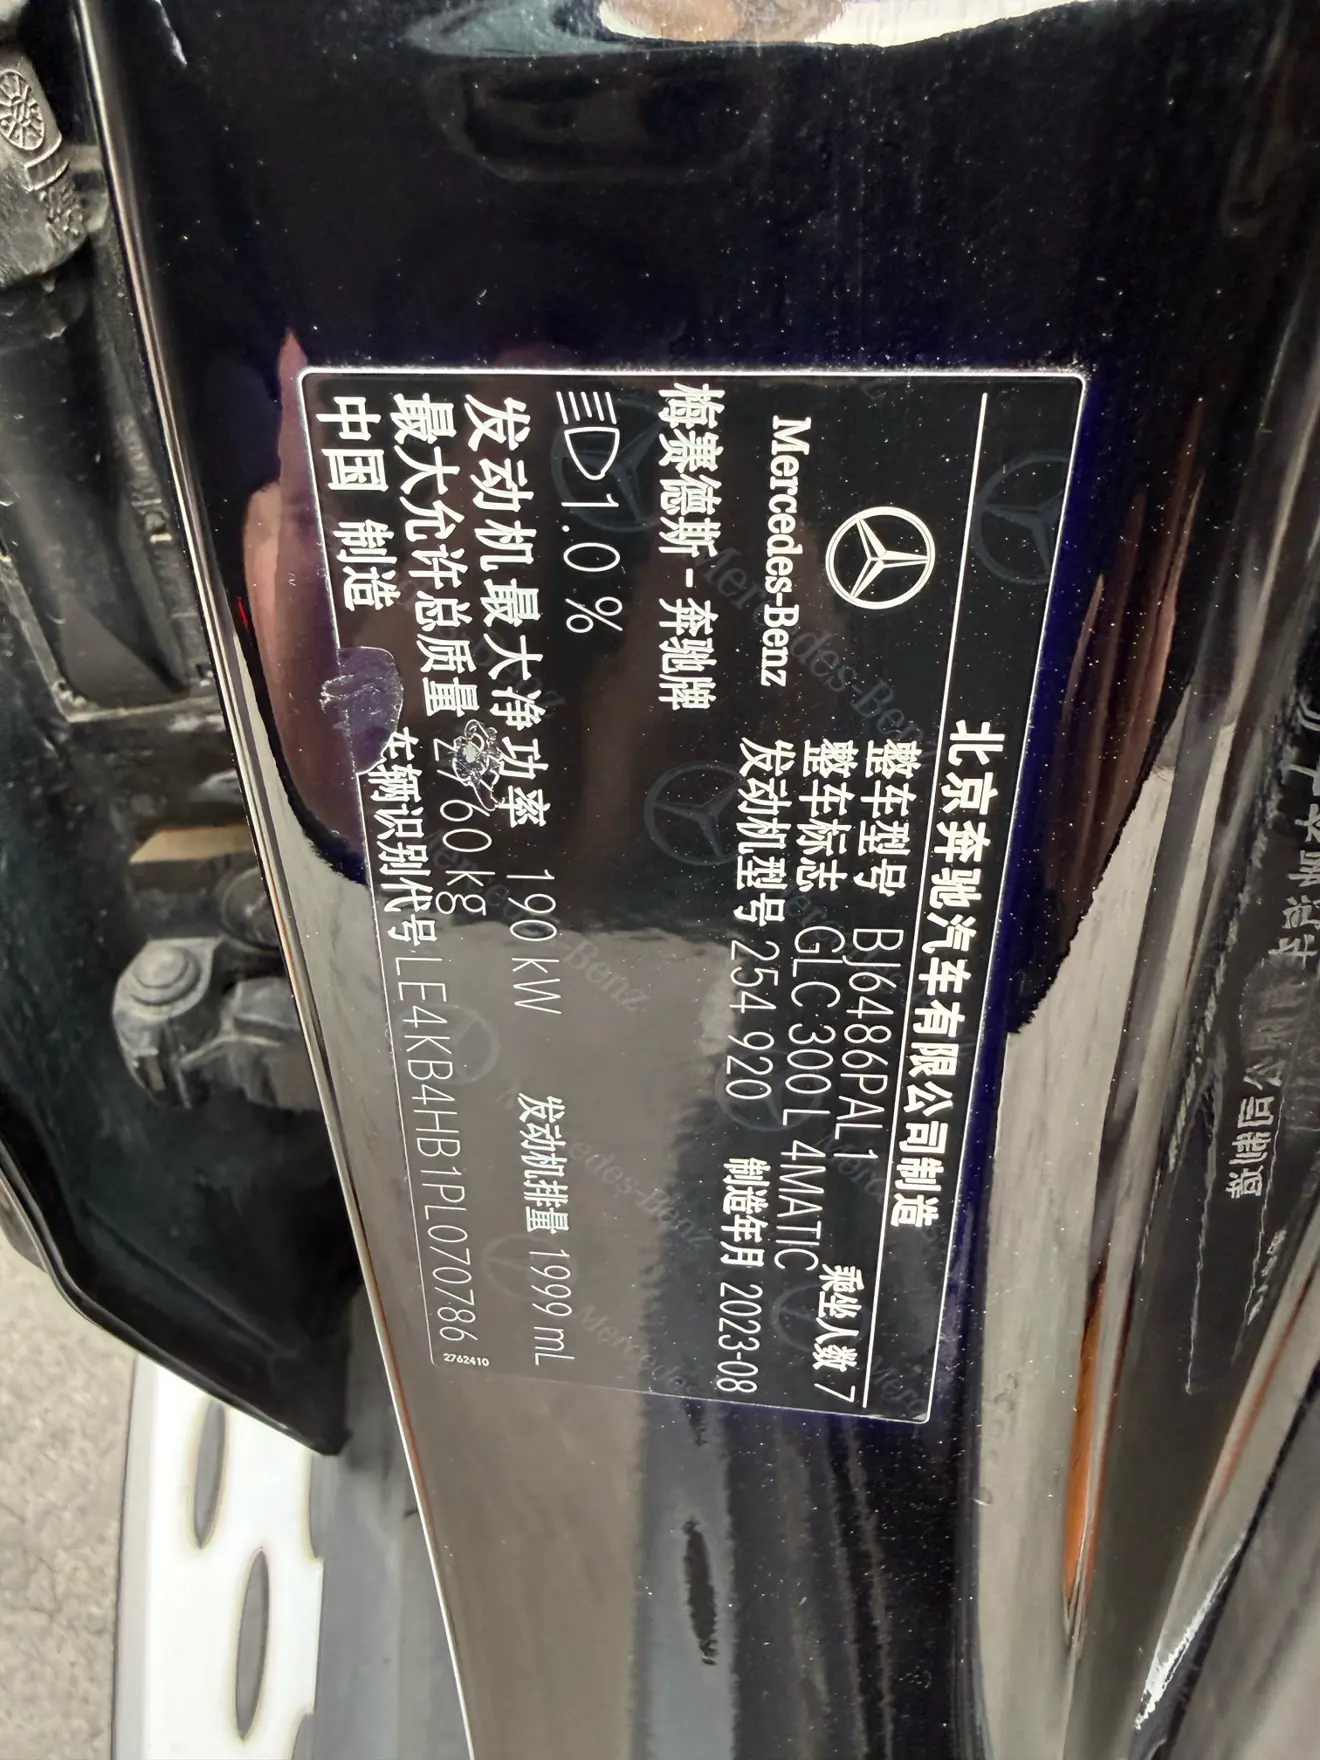 北京奔驰汽车有限公司制造
Mercedes-Benz
梅赛德斯-奔驰牌
整车型号 BJ6486PAL1 乘坐人数 7
整车标志 GLC 300 L 4MATIC
发动机型号 254 920 制造年月 2023-08
1.0 %
发动机最大净功率 190 kW 发动机排量 1999 mL
最大允许总质量 2760 kg
中国 制造 车辆识别代号 LE4KB4HB1PL070786
2762410